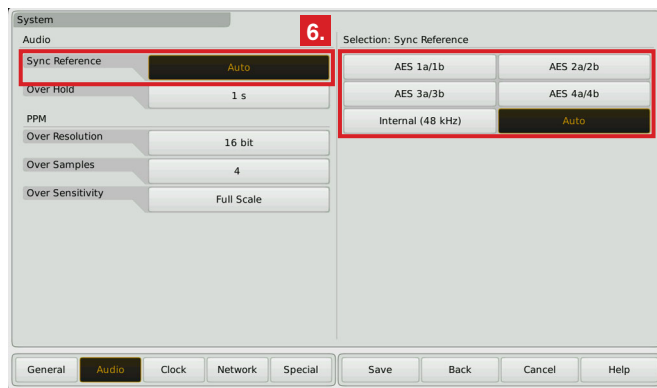 System
6.
Audio
Sync Reference
Auto
Over Hold
1 s
PPM
Over Resolution
16 bit
Over Samples
4
Over Sensitivity
Full Scale
Selection: Sync Reference
AES 1a/1b
AES 2a/2b
AES 3a/3b
AES 4a/4b
Internal (48 kHz)
Auto
General
Audio
Clock
Network
Special
Save
Back
Cancel
Help